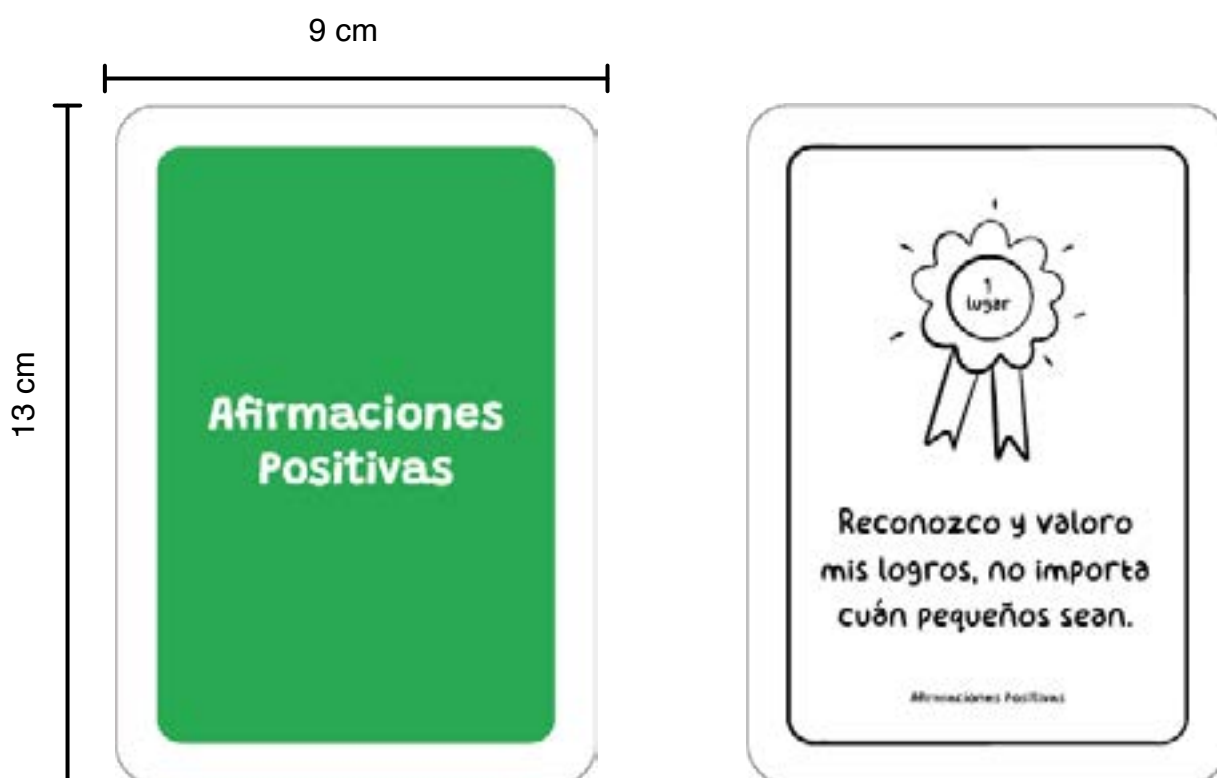 9 cm
13 cm
Afirmaciones
Positivas
1
lugar
Reconozco y valoro
mis logros, no importa
cuán pequeños sean.
Afirmaciones Positivas